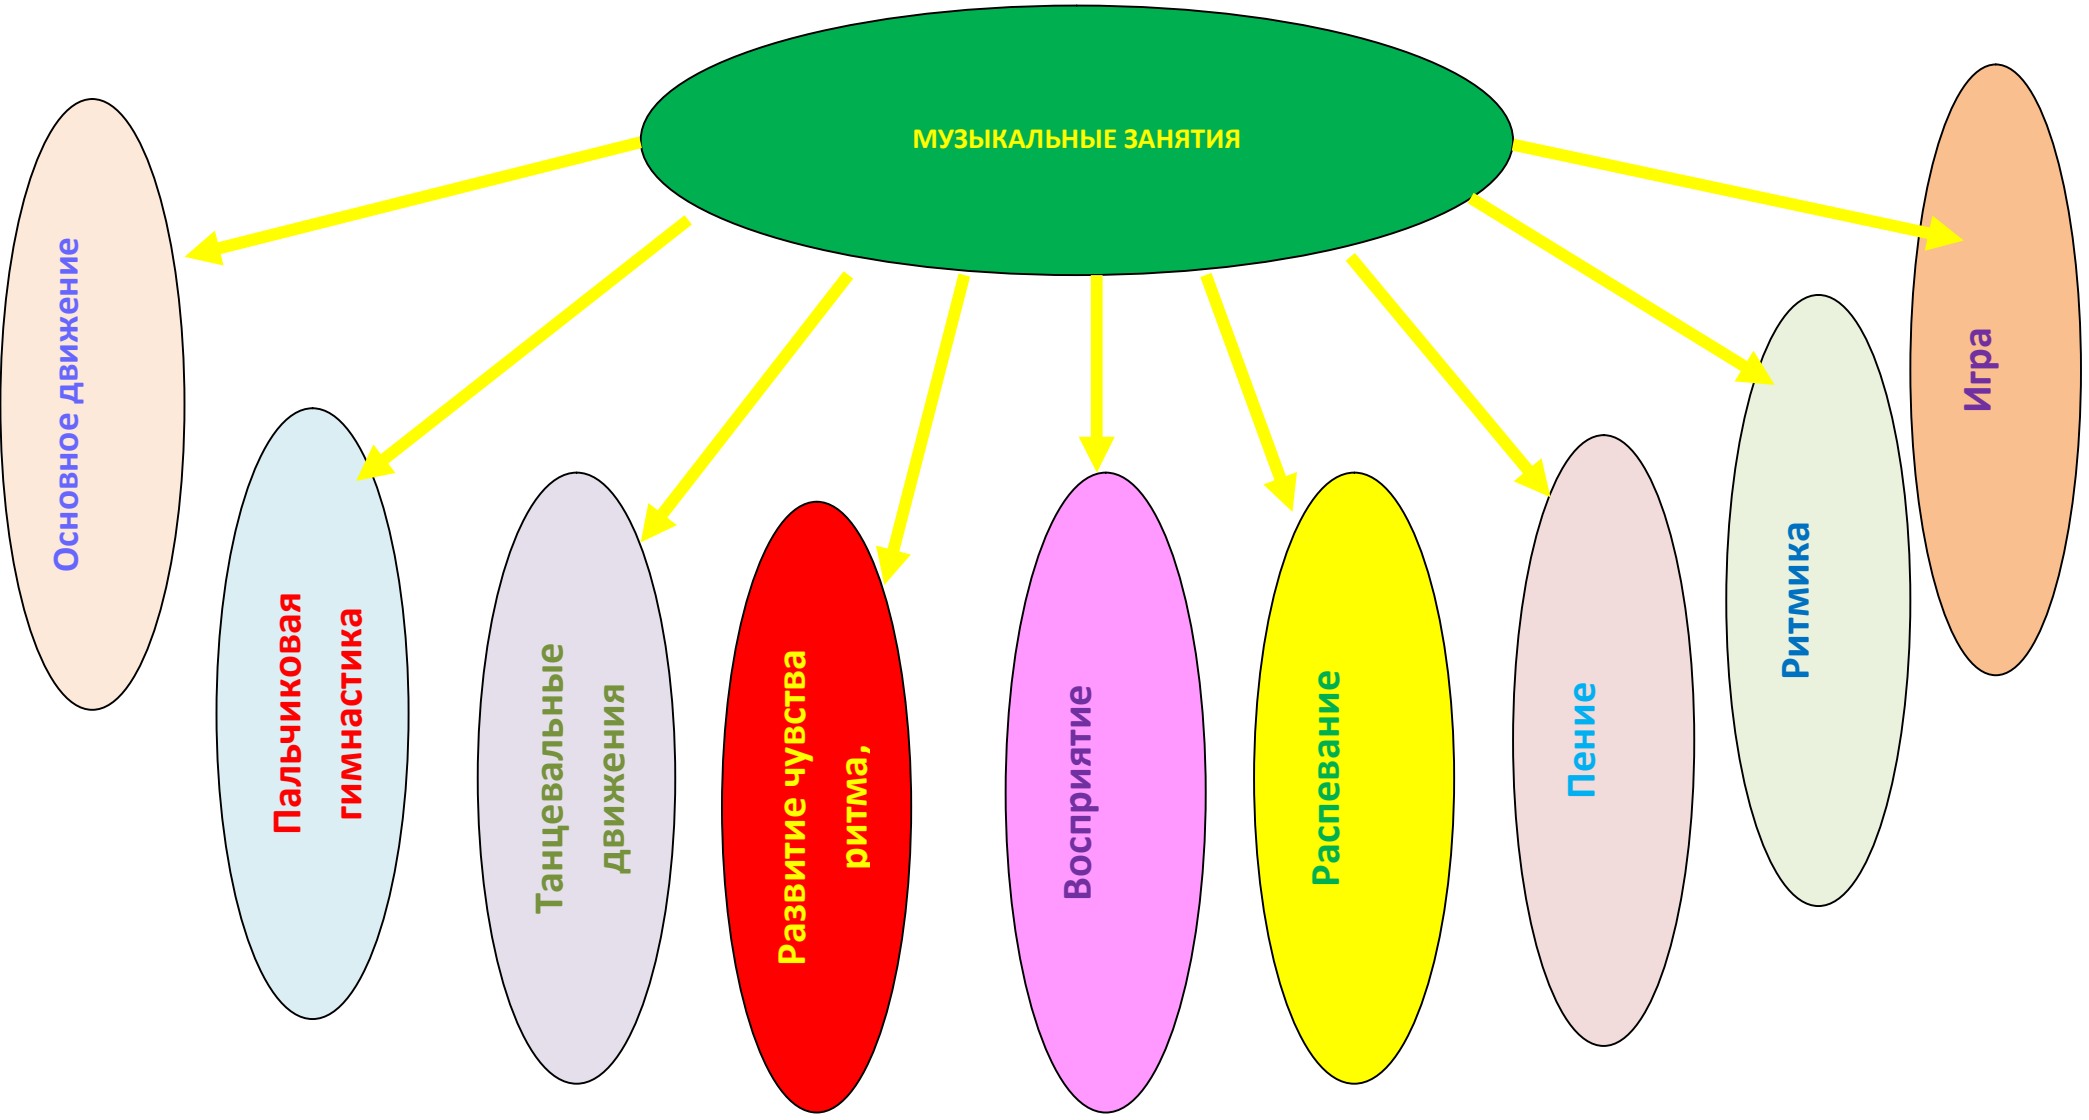 МУЗЫКАЛЬНЫЕ ЗАНЯТИЯ
Основное движение
Пальчиковая
гимнастика
Танцевальные
движения
Развитие чувства
ритма,
Восприятие
Распевание
Пение
Ритмика
Игра